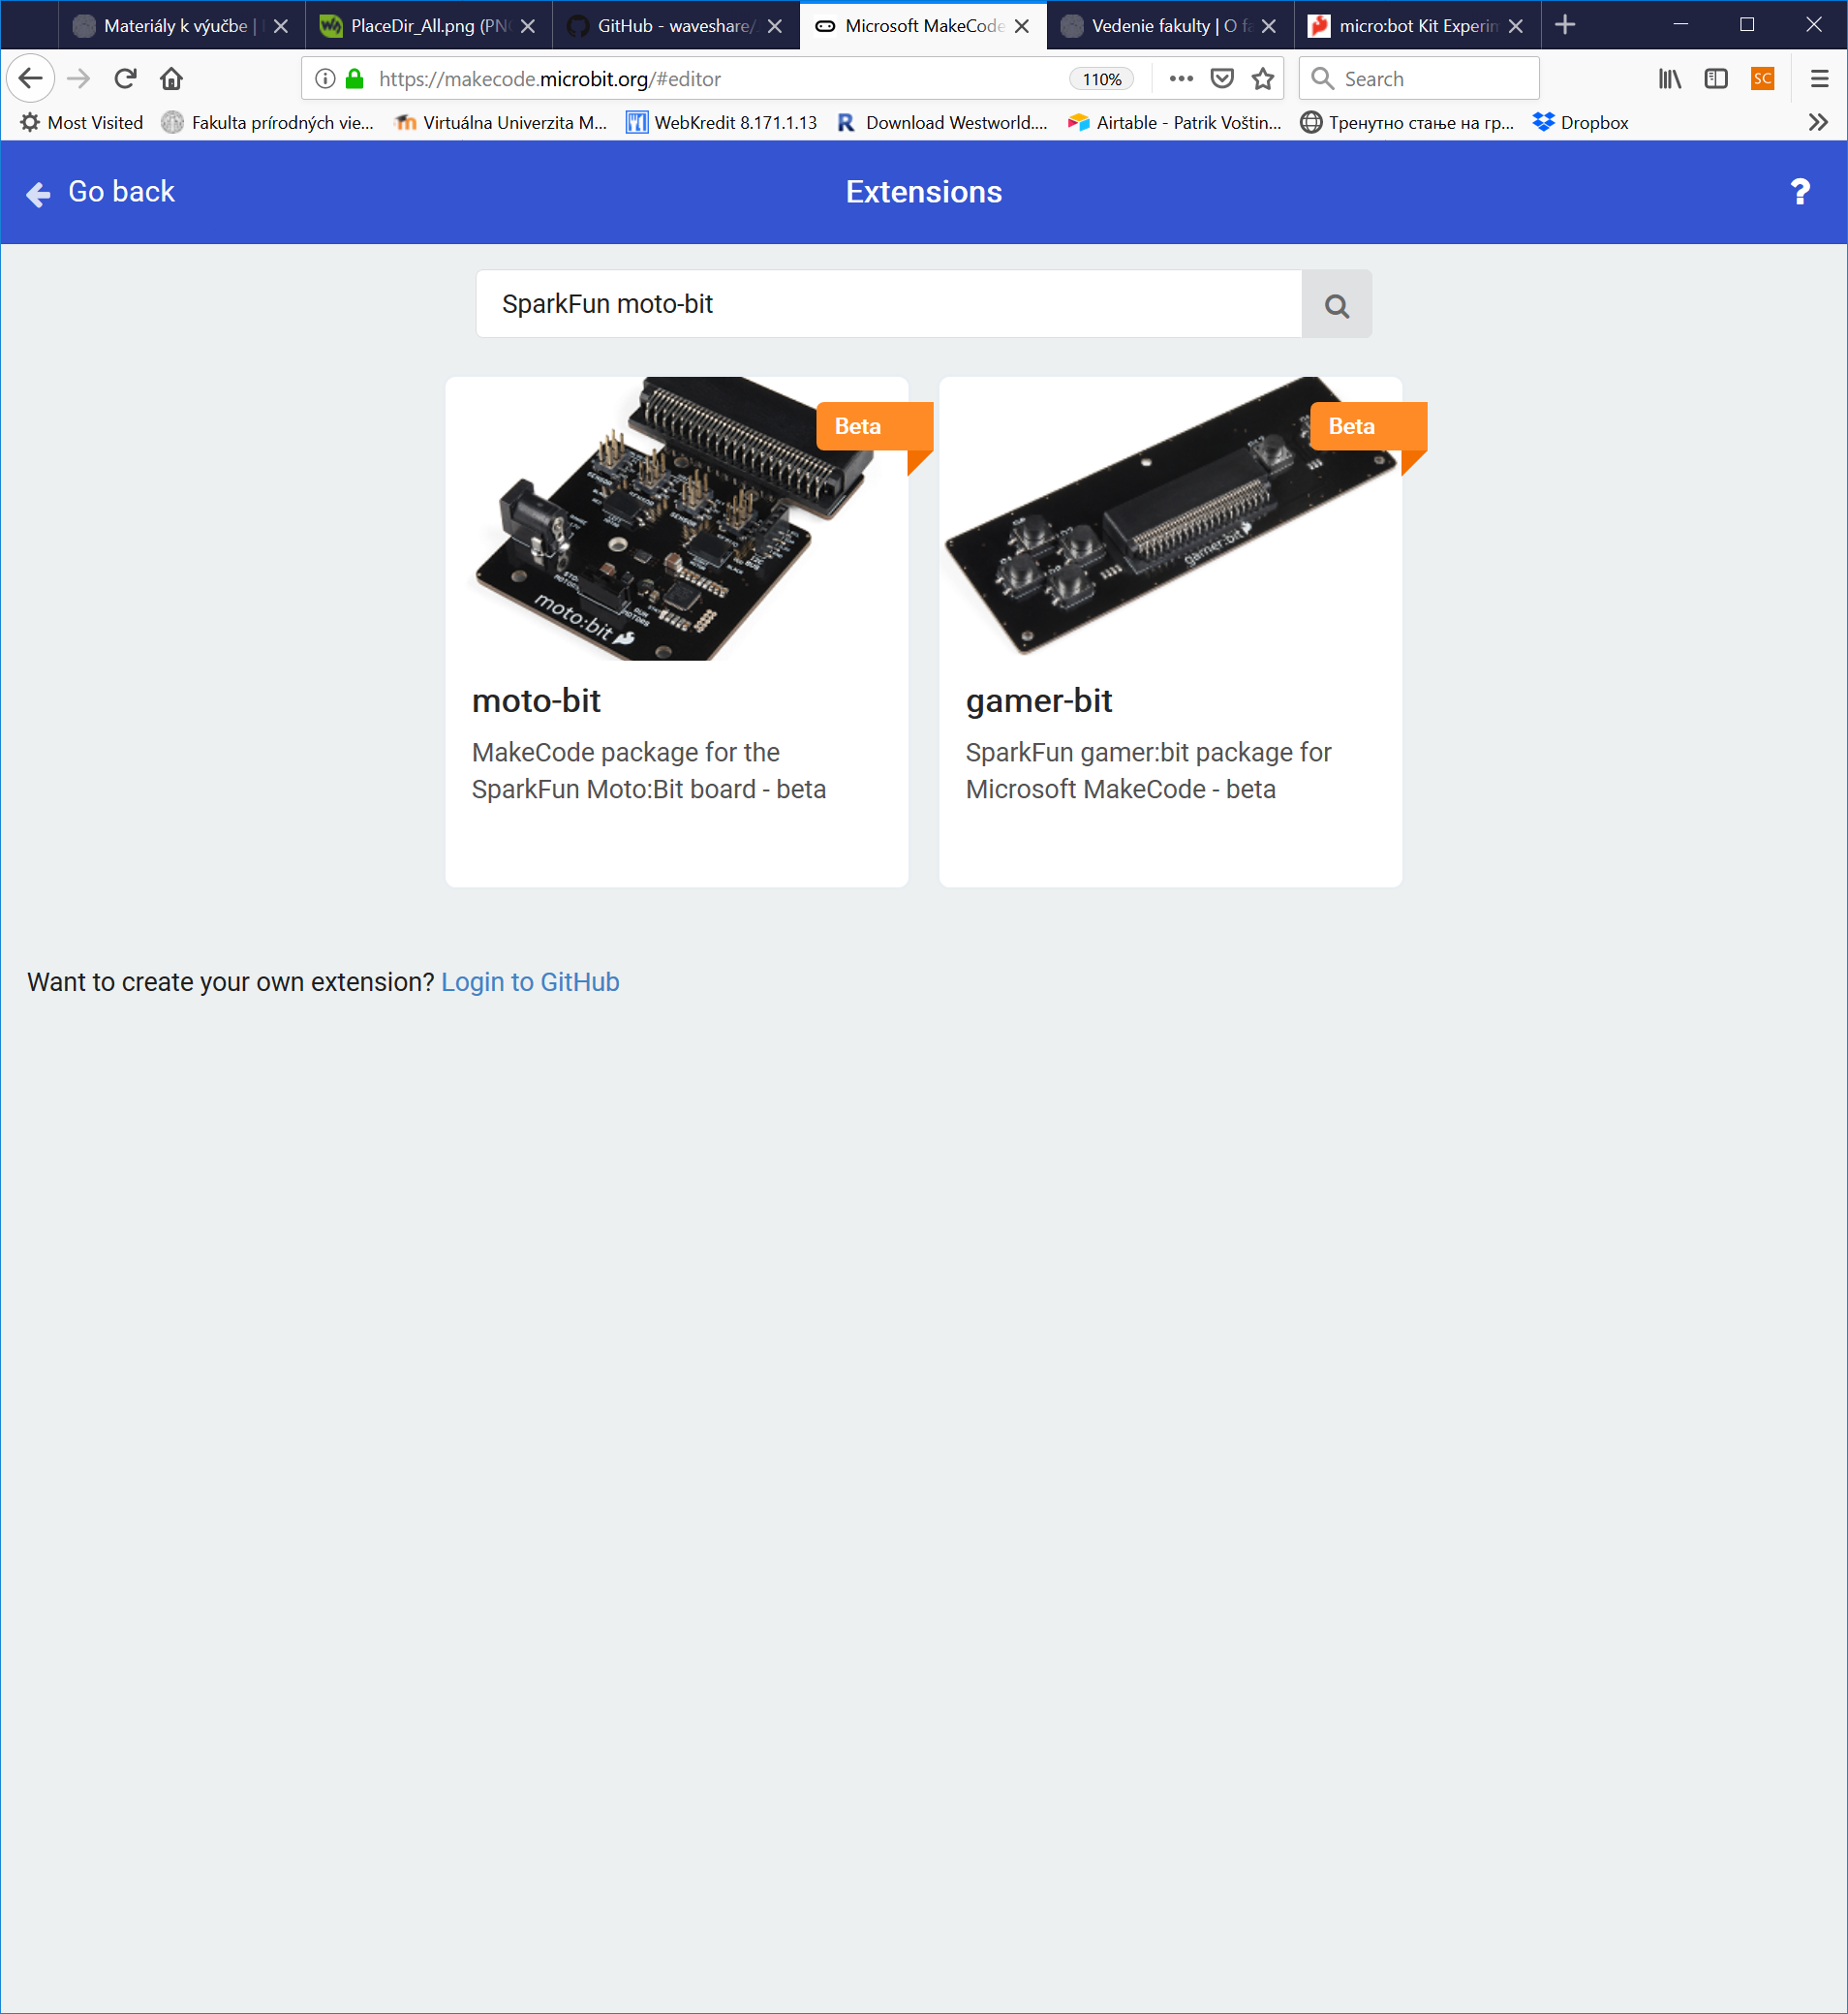 Materiály k výučbe |
PlaceDir_All.png (PNG
GitHub - waveshare/
Microsoft MakeCode
Vedenie fakulty | O fa
micro:bot Kit Experim
https://makecode.microbit.org/#editor
110%
Search
SC
Most Visited
Fakulta prírodných vie...
Virtuálna Univerzita M...
WebKredit 8.171.1.13
Download Westworld....
Airtable - Patrik Voštin...
Тренутно стање на гр...
Dropbox
Go back
Extensions
?
SparkFun moto-bit
Beta
Beta
moto:bit
gamer:bit
moto-bit
MakeCode package for the
SparkFun Moto:Bit board - beta
gamer-bit
SparkFun gamer:bit package for
Microsoft MakeCode - beta
Want to create your own extension? Login to GitHub